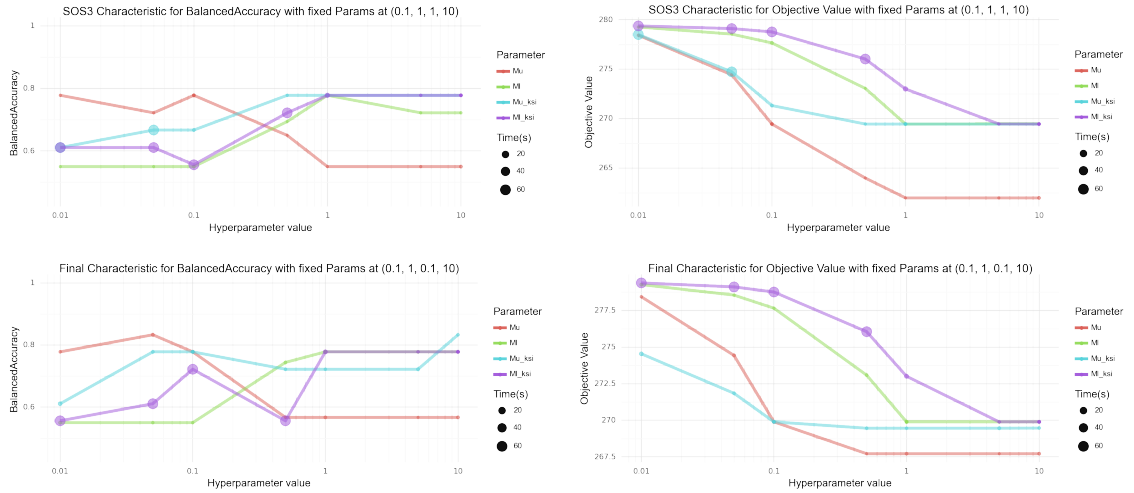 SOS3 Characteristic for BalancedAccuracy with fixed Params at (0.1, 1, 1, 10)
1
0.8
0.6
BalancedAccuracy
0.01
0.1
1
10
Hyperparameter value
Parameter
Mu
Ml
Mu_ksi
Ml_ksi
Time(s)
20
40
60
SOS3 Characteristic for Objective Value with fixed Params at (0.1, 1, 1, 10)
280
275
270
265
Objective Value
0.01
0.1
1
10
Hyperparameter value
Parameter
Mu
Ml
Mu_ksi
Ml_ksi
Time(s)
20
40
60
Final Characteristic for BalancedAccuracy with fixed Params at (0.1, 1, 0.1, 10)
1
0.8
0.6
BalancedAccuracy
0.01
0.1
1
10
Hyperparameter value
Parameter
Mu
Ml
Mu_ksi
Ml_ksi
Time(s)
20
40
60
Final Characteristic for Objective Value with fixed Params at (0.1, 1, 0.1, 10)
277.5
275
272.5
270
267.5
Objective Value
0.01
0.1
1
10
Hyperparameter value
Parameter
Mu
Ml
Mu_ksi
Ml_ksi
Time(s)
20
40
60